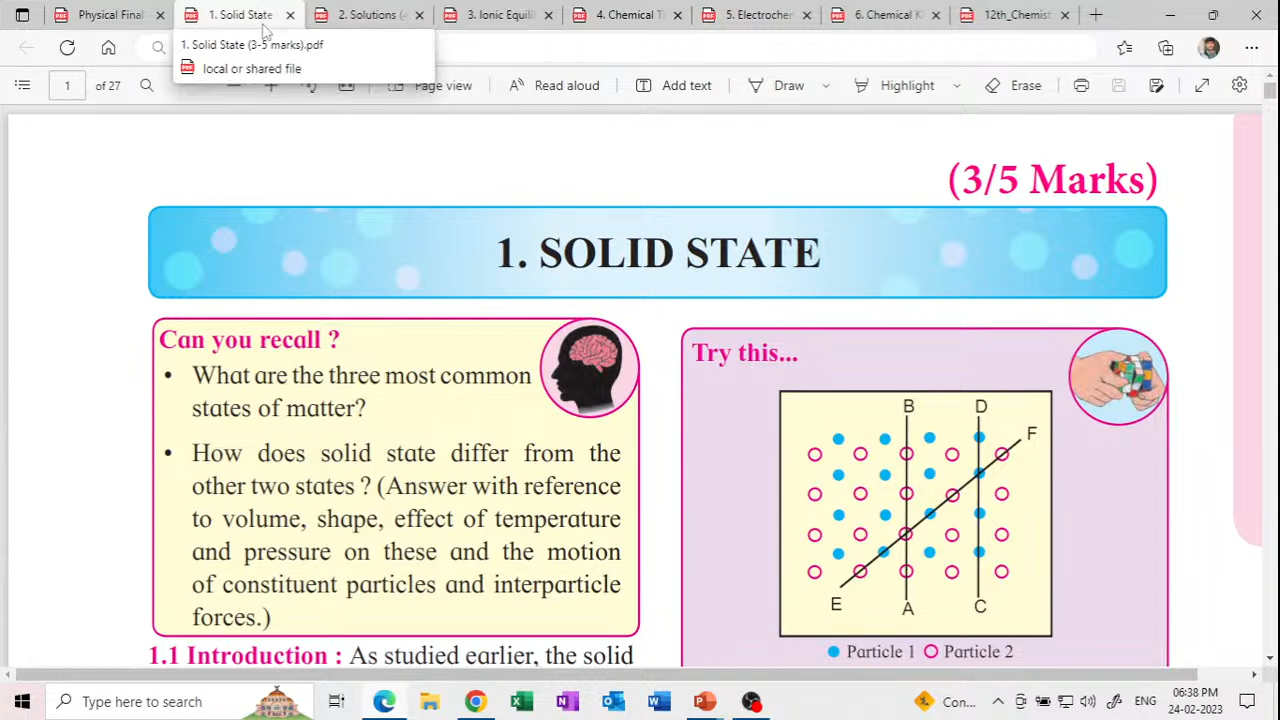 Physical Final
1. Solid State
2. Solutions (4
3. Ionic Equili
4. Chemical T
5. Electrocher
6. Chemical K
12th_Chemist
1. Solid State (3-5 marks).pdf
local or shared file
1 of 27
Page view
Read aloud
Add text
Draw
Highlight
Erase
(3/5 Marks)
1. SOLID STATE
Can you recall ?
• What are the three most common
states of matter?
• How does solid state differ from the
other two states ? (Answer with reference
to volume, shape, effect of temperature
and pressure on these and the motion
of constituent particles and interparticle
forces.)
1.1 Introduction : As studied earlier, the solid
Try this...
B D
F
E A C
Particle 1 Particle 2
Type here to search
Con...
ENG
06:38 PM
24-02-2023